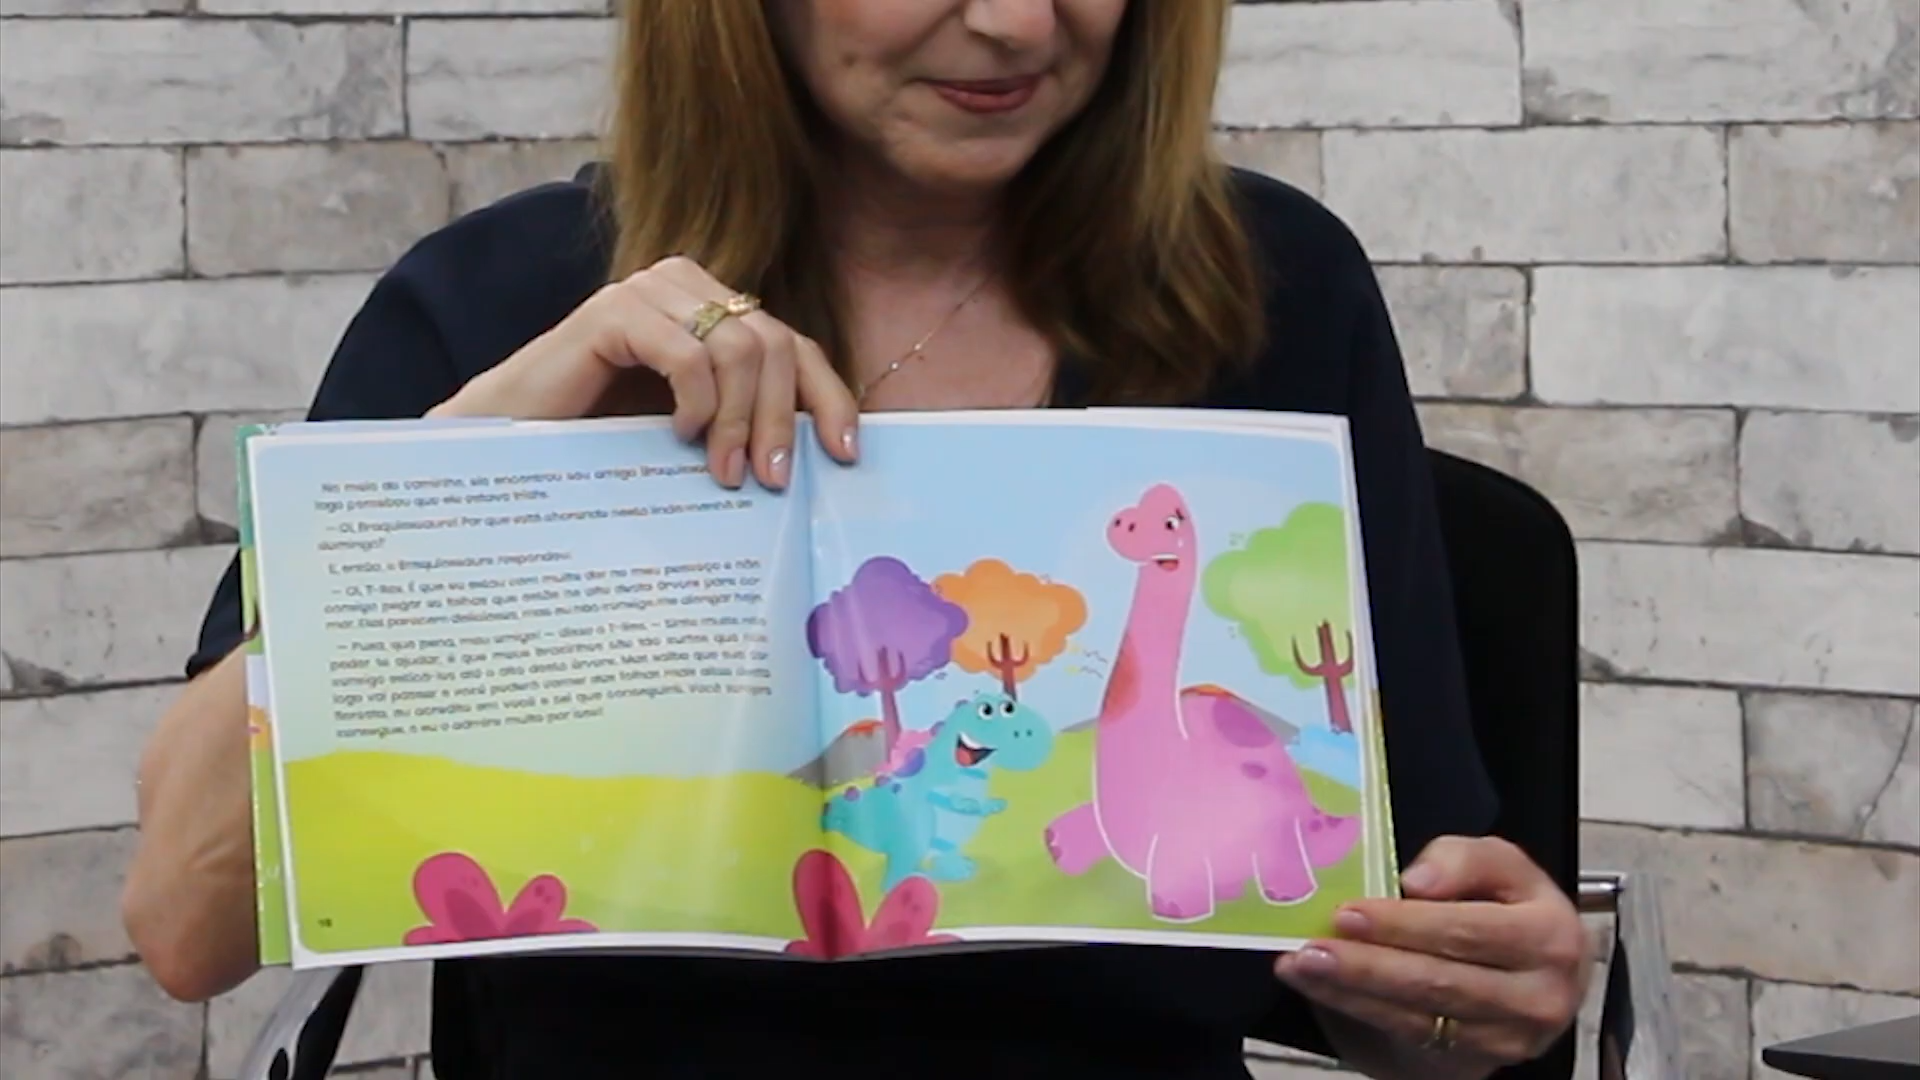 No meio do caminho, ela encontrou seu amigo
logo percebeu que ele estava triste.
— Oi, Braquiossauro! Por que está chorando nesta linda manhã de
domingo?
E, então, o Braquiossauro respondeu:
— Oi, T-Rex. É que eu estou com muita dor no meu pescoço e não
consigo pegar as folhas que estão no alto desta árvore para co-
mer. Elas parecem deliciosas, mas eu não consigo me alongar hoje.
— Puxa, que pena, meu amigo! — disse o T-Rex. — Sinto muito não
poder te ajudar, é que meus bracinhos são tão curtos que não
consigo esticá-los até o alto desta árvore. Mas saiba que sua dor
logo vai passar e você poderá comer das folhas mais altas desta
floresta, eu acredito em você e sei que conseguirá. Você sempre
consegue, e eu o admiro muito por isso!